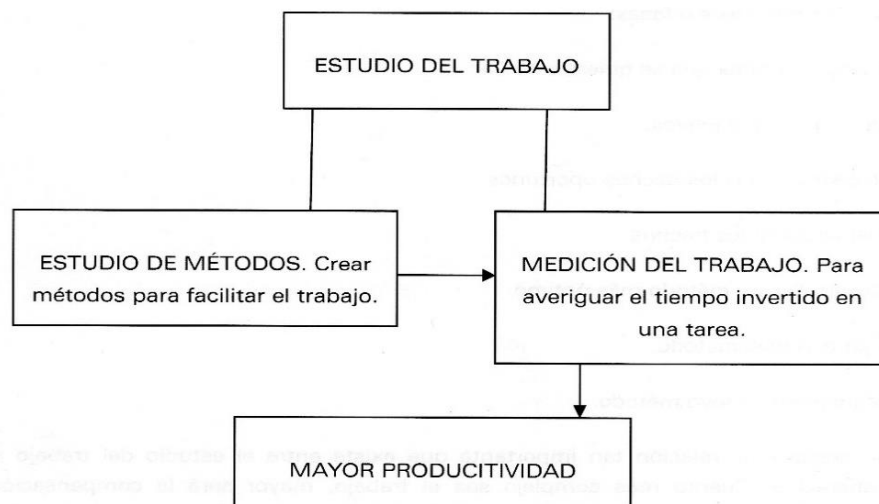 ESTUDIO DEL TRABAJO
ESTUDIO DE MÉTODOS. Crear
métodos para facilitar el trabajo.
MEDICIÓN DEL TRABAJO. Para
averiguar el tiempo invertido en
una tarea.
MAYOR PRODUCITIVIDAD